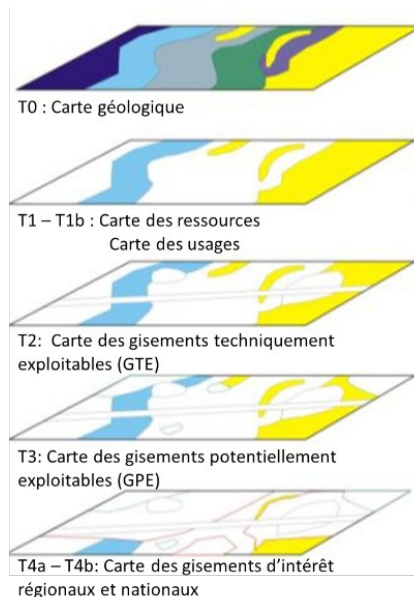 T0 : Carte géologique
T1 – T1b : Carte des ressources
Carte des usages
T2: Carte des gisements techniquement
exploitables (GTE)
T3: Carte des gisements potentiellement
exploitables (GPE)
T4a – T4b: Carte des gisements d'intérêt
régionaux et nationaux